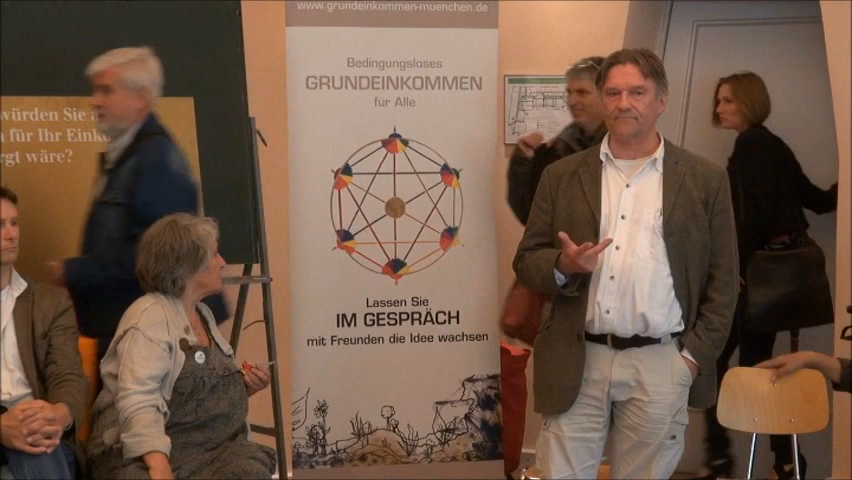 www.grundeinkommen-muenchen.de
Bedingungsloses
GRUNDEINKOMMEN
für Alle
Lassen Sie
IM GESPRÄCH
mit Freunden die Idee wachsen
würden Sie a
für Ihr Einko
rgt wäre?